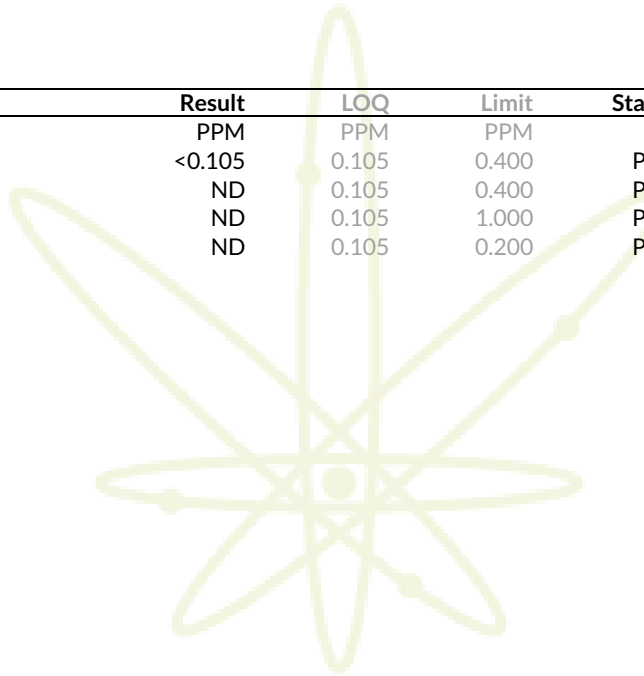 Result LOQ Limit Sta
PPM PPM PPM
<0.105 0.105 0.400 P
ND 0.105 0.400 P
ND 0.105 1.000 P
ND 0.105 0.200 P